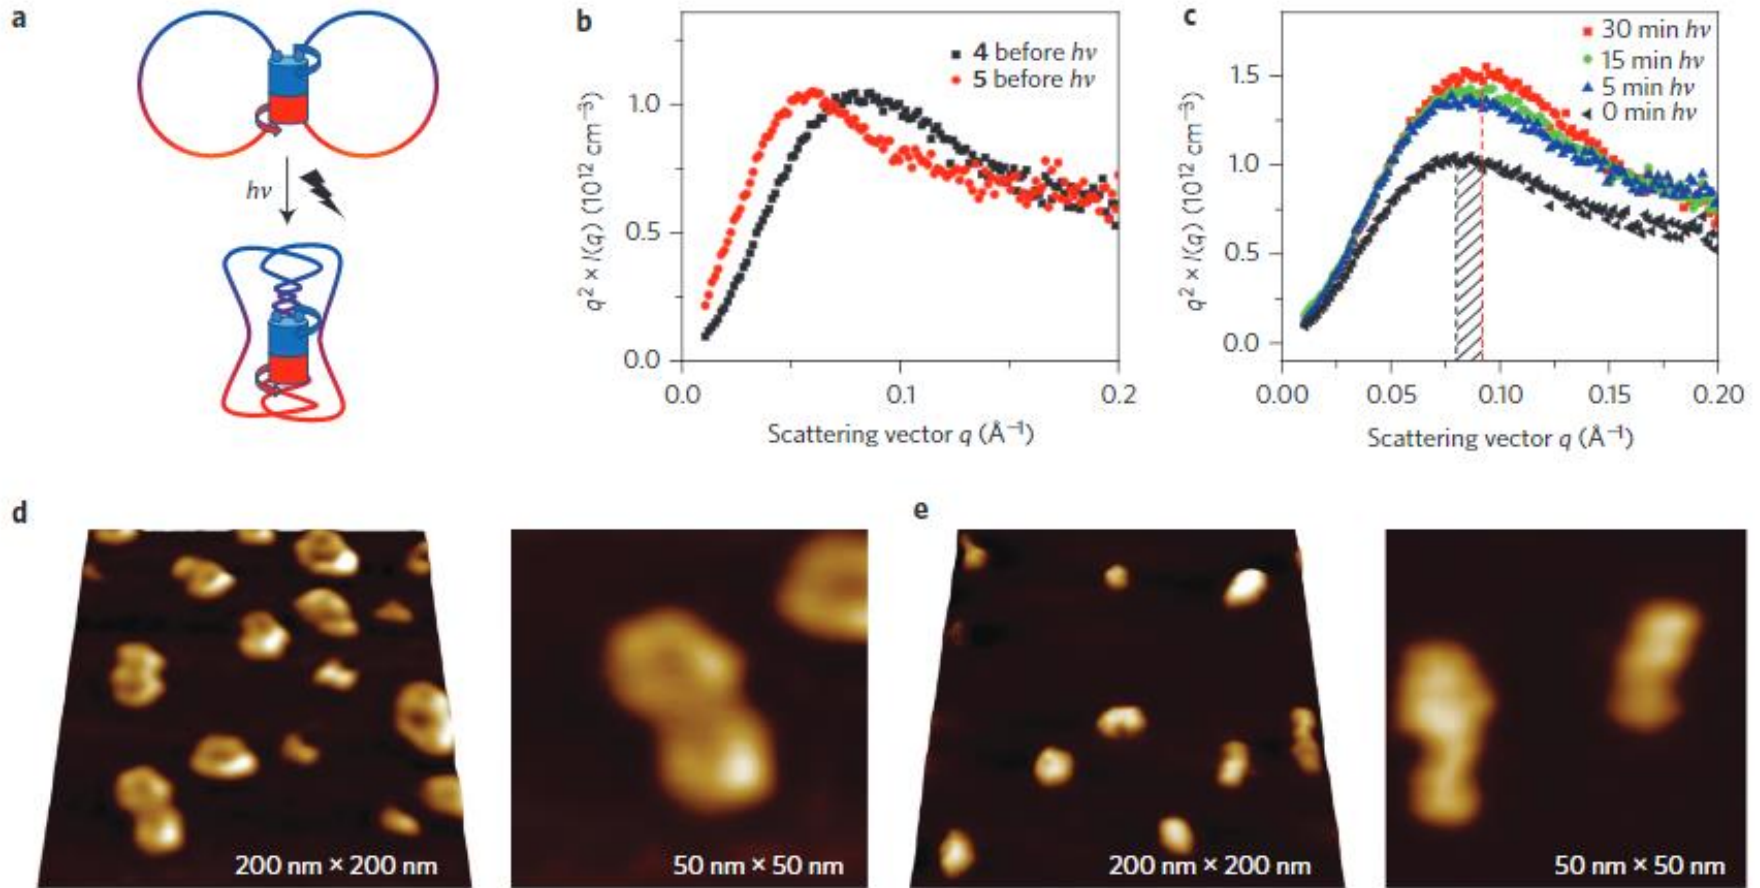 a
hν
b
4 before hν
5 before hν
q² × I(q) (10¹² cm⁻³)
1.0
0.5
0.0
0.0 0.1 0.2
Scattering vector q (Å⁻¹)
c
30 min hν
15 min hν
5 min hν
0 min hν
q² × I(q) (10¹² cm⁻³)
1.5
1.0
0.5
0.0
0.00 0.05 0.10 0.15 0.20
Scattering vector q (Å⁻¹)
d
200 nm × 200 nm
50 nm × 50 nm
e
200 nm × 200 nm
50 nm × 50 nm